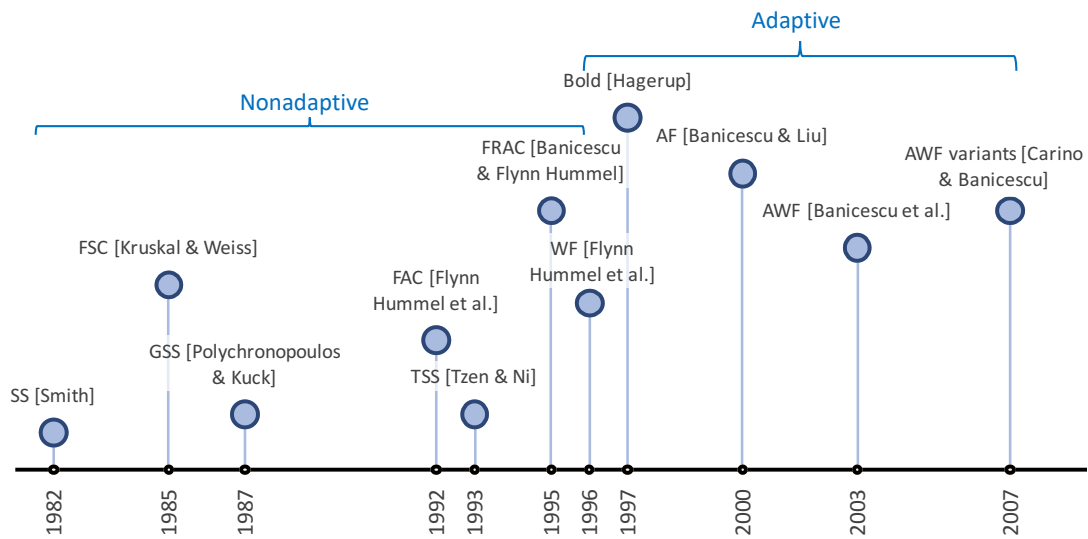 Adaptive
Bold [Hagerup]
Nonadaptive
AF [Banicescu & Liu]
FRAC [Banicescu
& Flynn Hummel]
AWF variants [Carino
& Banicescu]
AWF [Banicescu et al.]
FSC [Kruskal & Weiss]
WF [Flynn
Hummel et al.]
FAC [Flynn
Hummel et al.]
GSS [Polychronopoulos
& Kuck]
TSS [Tzen & Ni]
SS [Smith]
1982
1985
1987
1992
1993
1995
1996
1997
2000
2003
2007